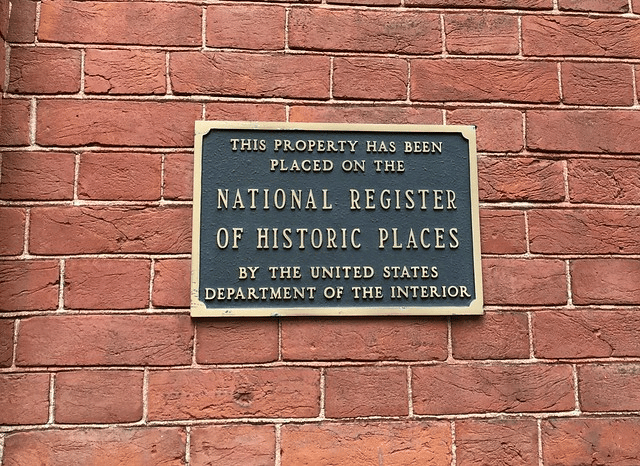 THIS PROPERTY HAS BEEN
PLACED ON THE
NATIONAL REGISTER
OF HISTORIC PLACES
BY THE UNITED STATES
DEPARTMENT OF THE INTERIOR